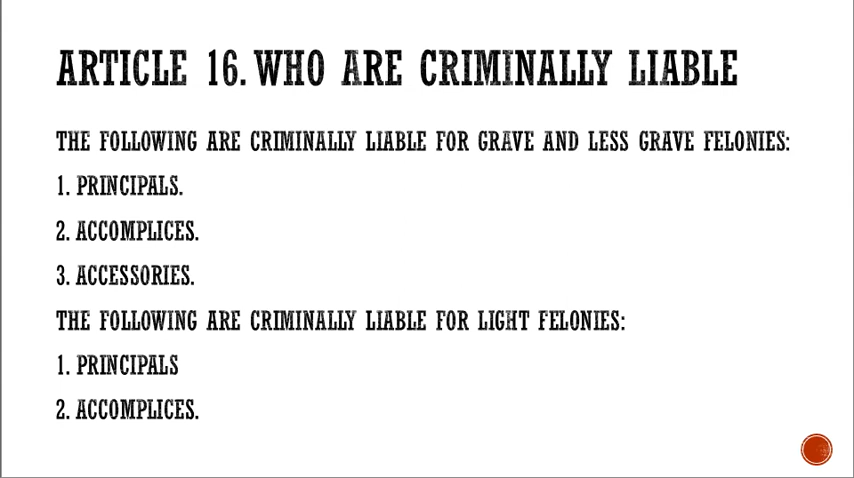 ARTICLE 16. WHO ARE CRIMINALLY LIABLE
THE FOLLOWING ARE CRIMINALLY LIABLE FOR GRAVE AND LESS GRAVE FELONIES:
1. PRINCIPALS.
2. ACCOMPLICES.
3. ACCESSORIES.
THE FOLLOWING ARE CRIMINALLY LIABLE FOR LIGHT FELONIES:
1. PRINCIPALS
2. ACCOMPLICES.